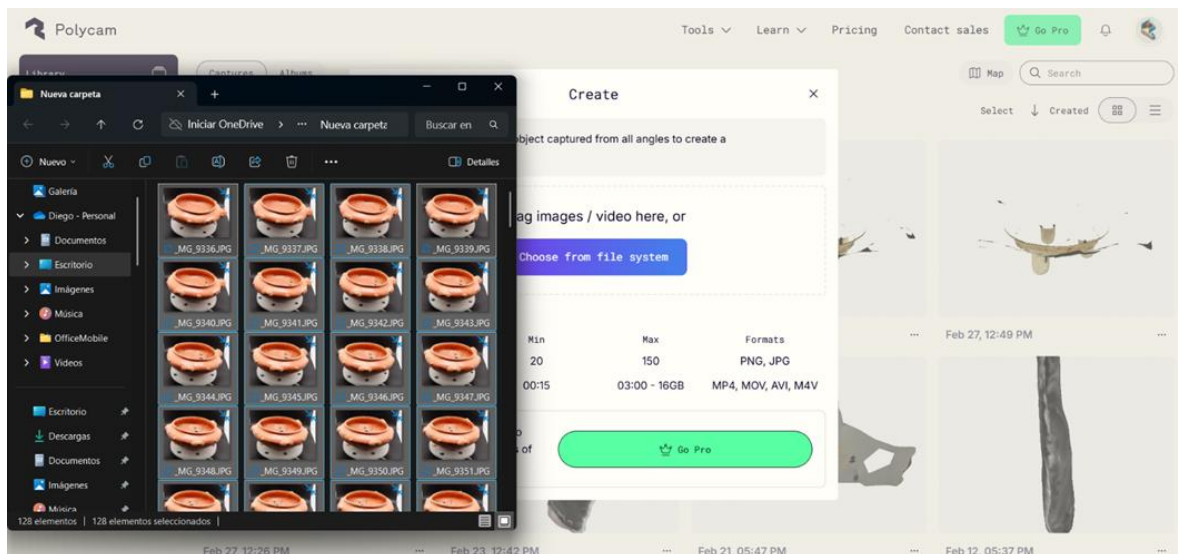 Polycam
Tools Learn Pricing Contact sales Go Pro
Library
Captures Albums
Map Search
Select Created
Nueva carpeta
Iniciar OneDrive ... Nueva carpeta Buscar en
Nuevo ... Detalles
Galería
Diego - Personal
Documentos
Escritorio
Imágenes
Música
OfficeMobile
Videos
Escritorio
Descargas
Documentos
Imágenes
Música
_MG_9336.JPG _MG_9337.JPG _MG_9338.JPG _MG_9339.JPG
_MG_9340.JPG _MG_9341.JPG _MG_9342.JPG _MG_9343.JPG
_MG_9344.JPG _MG_9345.JPG _MG_9346.JPG _MG_9347.JPG
_MG_9348.JPG _MG_9349.JPG _MG_9350.JPG _MG_9351.JPG
128 elementos | 128 elementos seleccionados |
Create
object captured from all angles to create a
ag images / video here, or
Choose from file system
Min Max Formats
20 150 PNG, JPG
00:15 03:00 - 16GB MP4, MOV, AVI, M4V
of
Go Pro
... Feb 27, 12:49 PM ...
Feb 27, 12:26 PM ... Feb 23, 12:42 PM ... Feb 21, 05:47 PM ... Feb 12, 05:37 PM ...